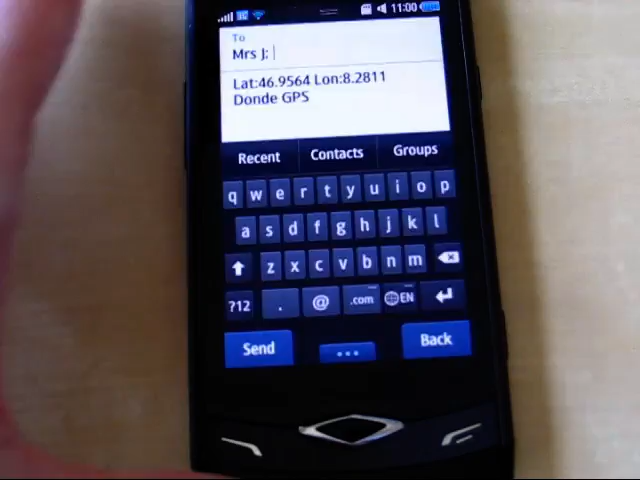 11:00
To
Mrs J;
Lat:46.9564 Lon:8.2811
Donde GPS
Recent Contacts Groups
q w e r t y u i o p
a s d f g h j k l
z x c v b n m
?12 . @ .com EN
Send ... Back